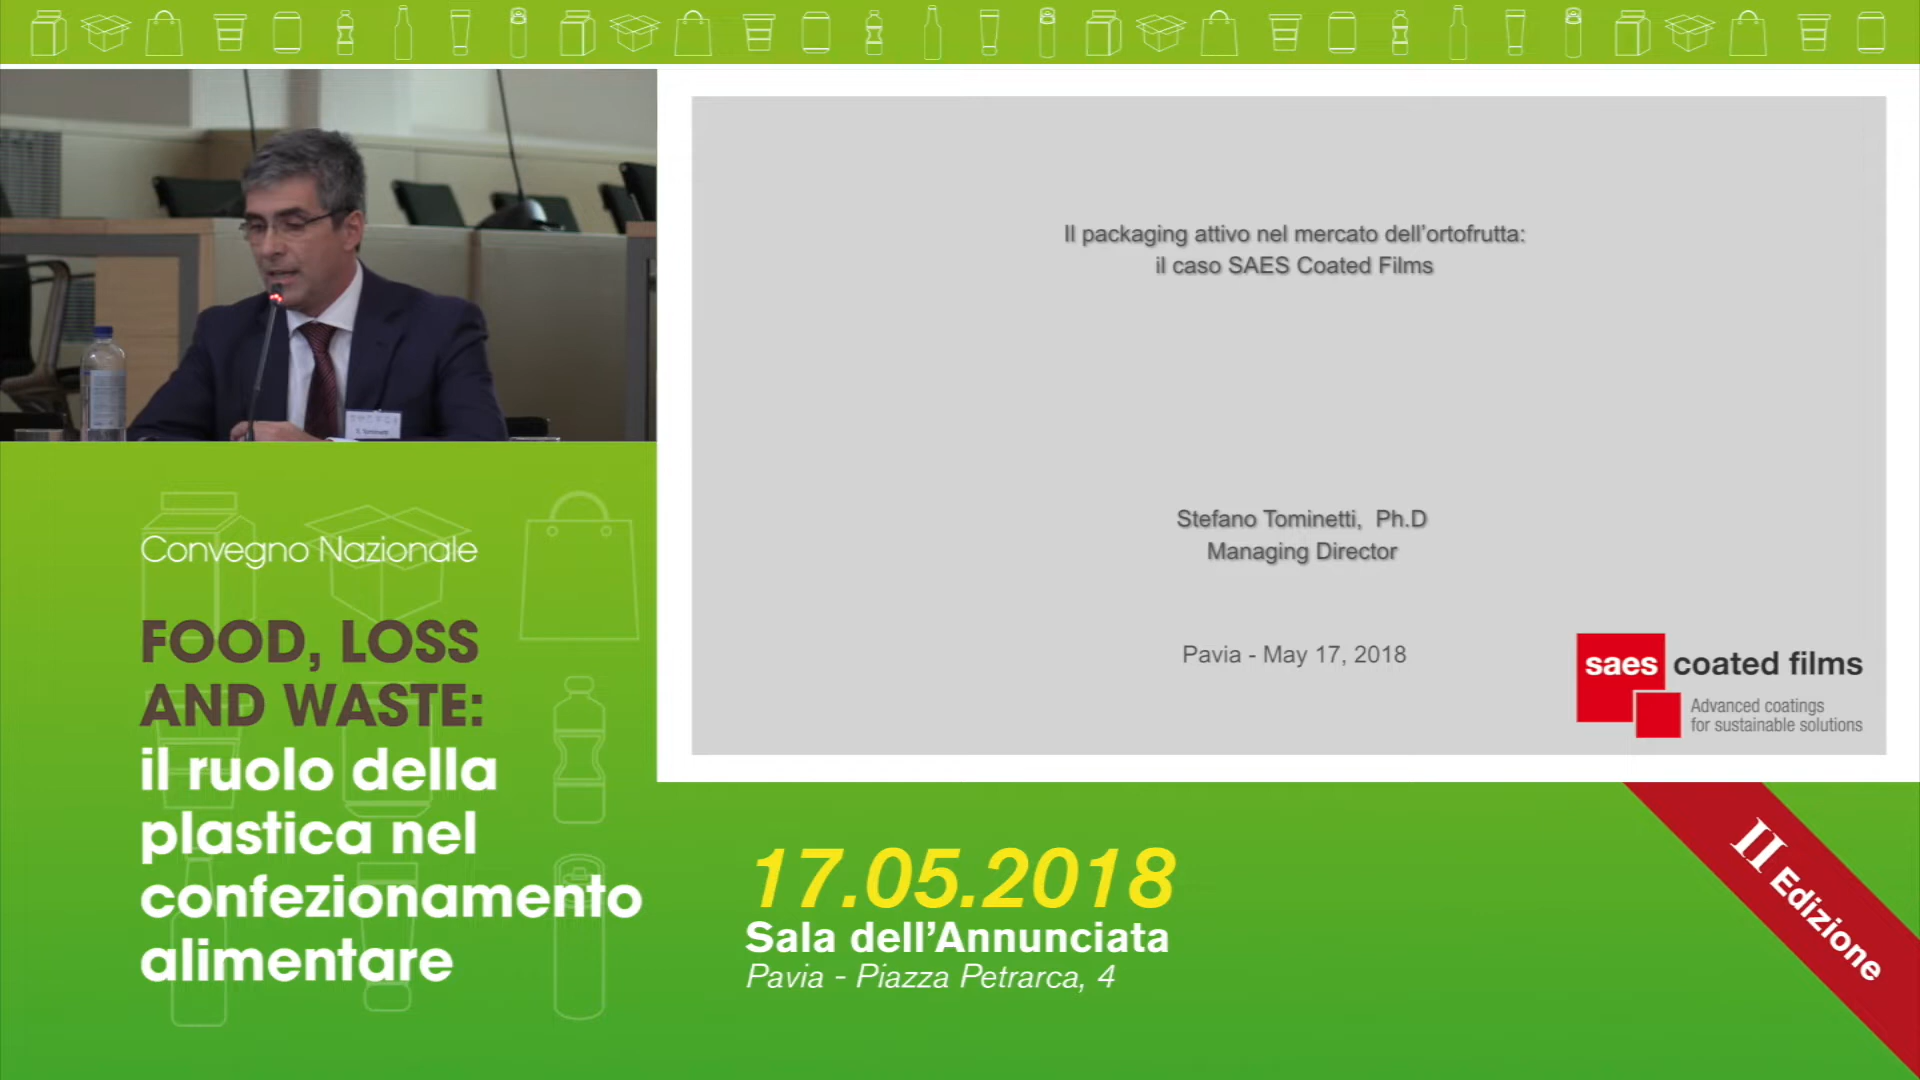 Il packaging attivo nel mercato dell'ortofrutta:
il caso SAES Coated Films
Stefano Tominetti, Ph.D
Managing Director
Pavia - May 17, 2018
saes coated films
Advanced coatings
for sustainable solutions
S. Tominetti
Convegno Nazionale
FOOD, LOSS
AND WASTE:
il ruolo della
plastica nel
confezionamento
alimentare
17.05.2018
Sala dell'Annunciata
Pavia - Piazza Petrarca, 4
II Edizione